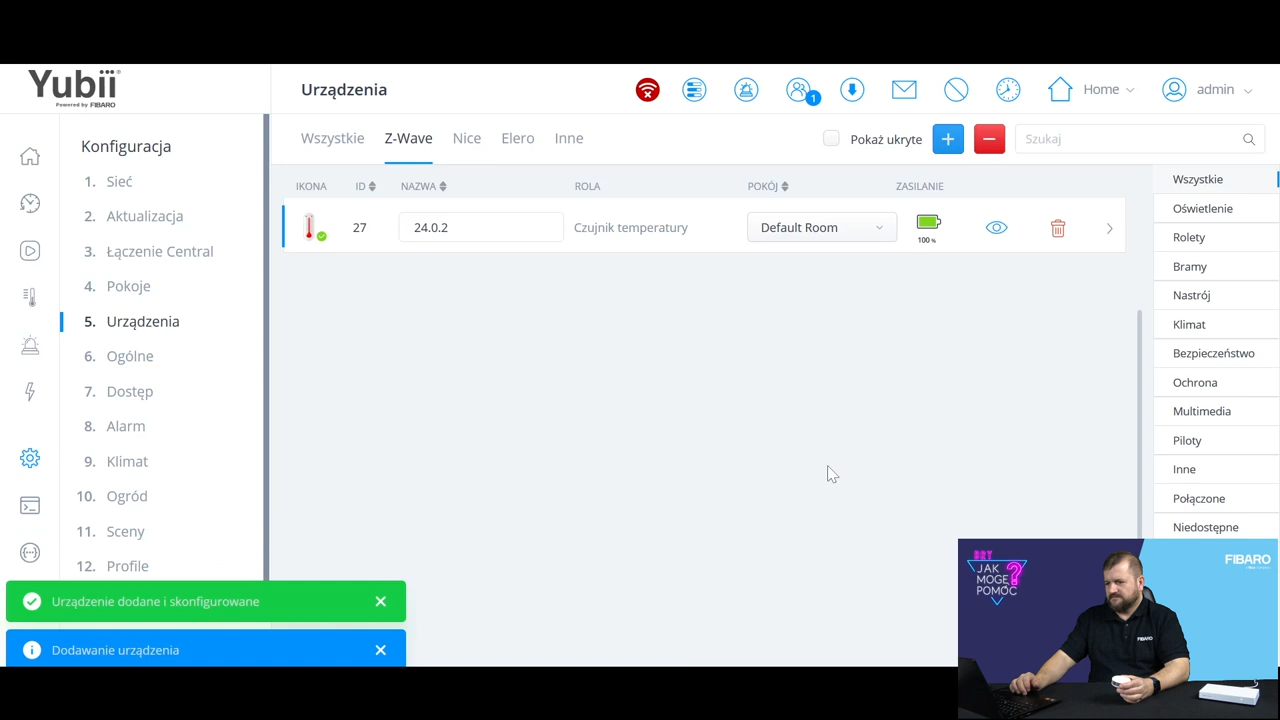 Yubii
Powered by FIBARO
Urządzenia
1
Home
admin
Konfiguracja
1. Sieć
2. Aktualizacja
3. Łączenie Central
4. Pokoje
5. Urządzenia
6. Ogólne
7. Dostęp
8. Alarm
9. Klimat
10. Ogród
11. Sceny
12. Profile
Wszystkie Z-Wave Nice Elero Inne
Pokaż ukryte
Szukaj
IKONA ID NAZWA ROLA POKÓJ ZASILANIE
27 24.0.2 Czujnik temperatury Default Room 100 %
Wszystkie
Oświetlenie
Rolety
Bramy
Nastrój
Klimat
Bezpieczeństwo
Ochrona
Multimedia
Piloty
Inne
Połączone
Niedostępne
Urządzenie dodane i skonfigurowane
Dodawanie urządzenia
JAK
MOGĘ
POMÓC
?
FIBARO
FIBARO